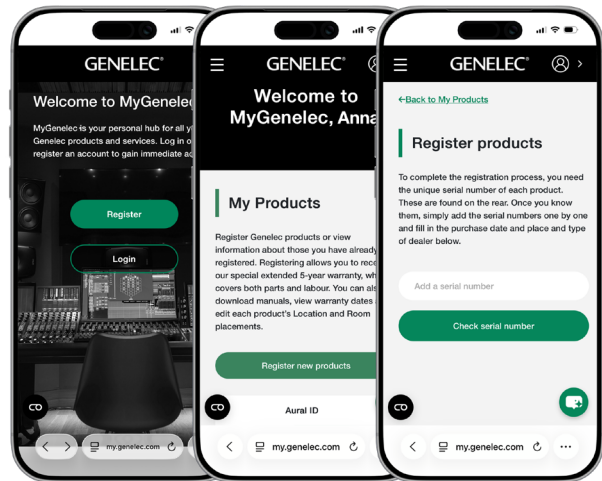 GENELEC®
Welcome to MyGenelec
MyGenelec is your personal hub for all
Genelec products and services. Log in o
register an account to gain immediate
Register
Login
my.genelec.com
GENELEC®
Welcome to
MyGenelec, Anna
My Products
Register Genelec products or view
information about those you have already
registered. Registering allows you to rece
our special extended 5-year warranty, wh
covers both parts and labour. You can als
download manuals, view warranty dates
edit each product's Location and Room
placements.
Register new products
Aural ID
my.genelec.com
GENELEC®
←Back to My Products
Register products
To complete the registration process, you need
the unique serial number of each product.
These are found on the rear. Once you know
them, simply add the serial numbers one by one
and fill in the purchase date and place and type
of dealer below.
Add a serial number
Check serial number
my.genelec.com